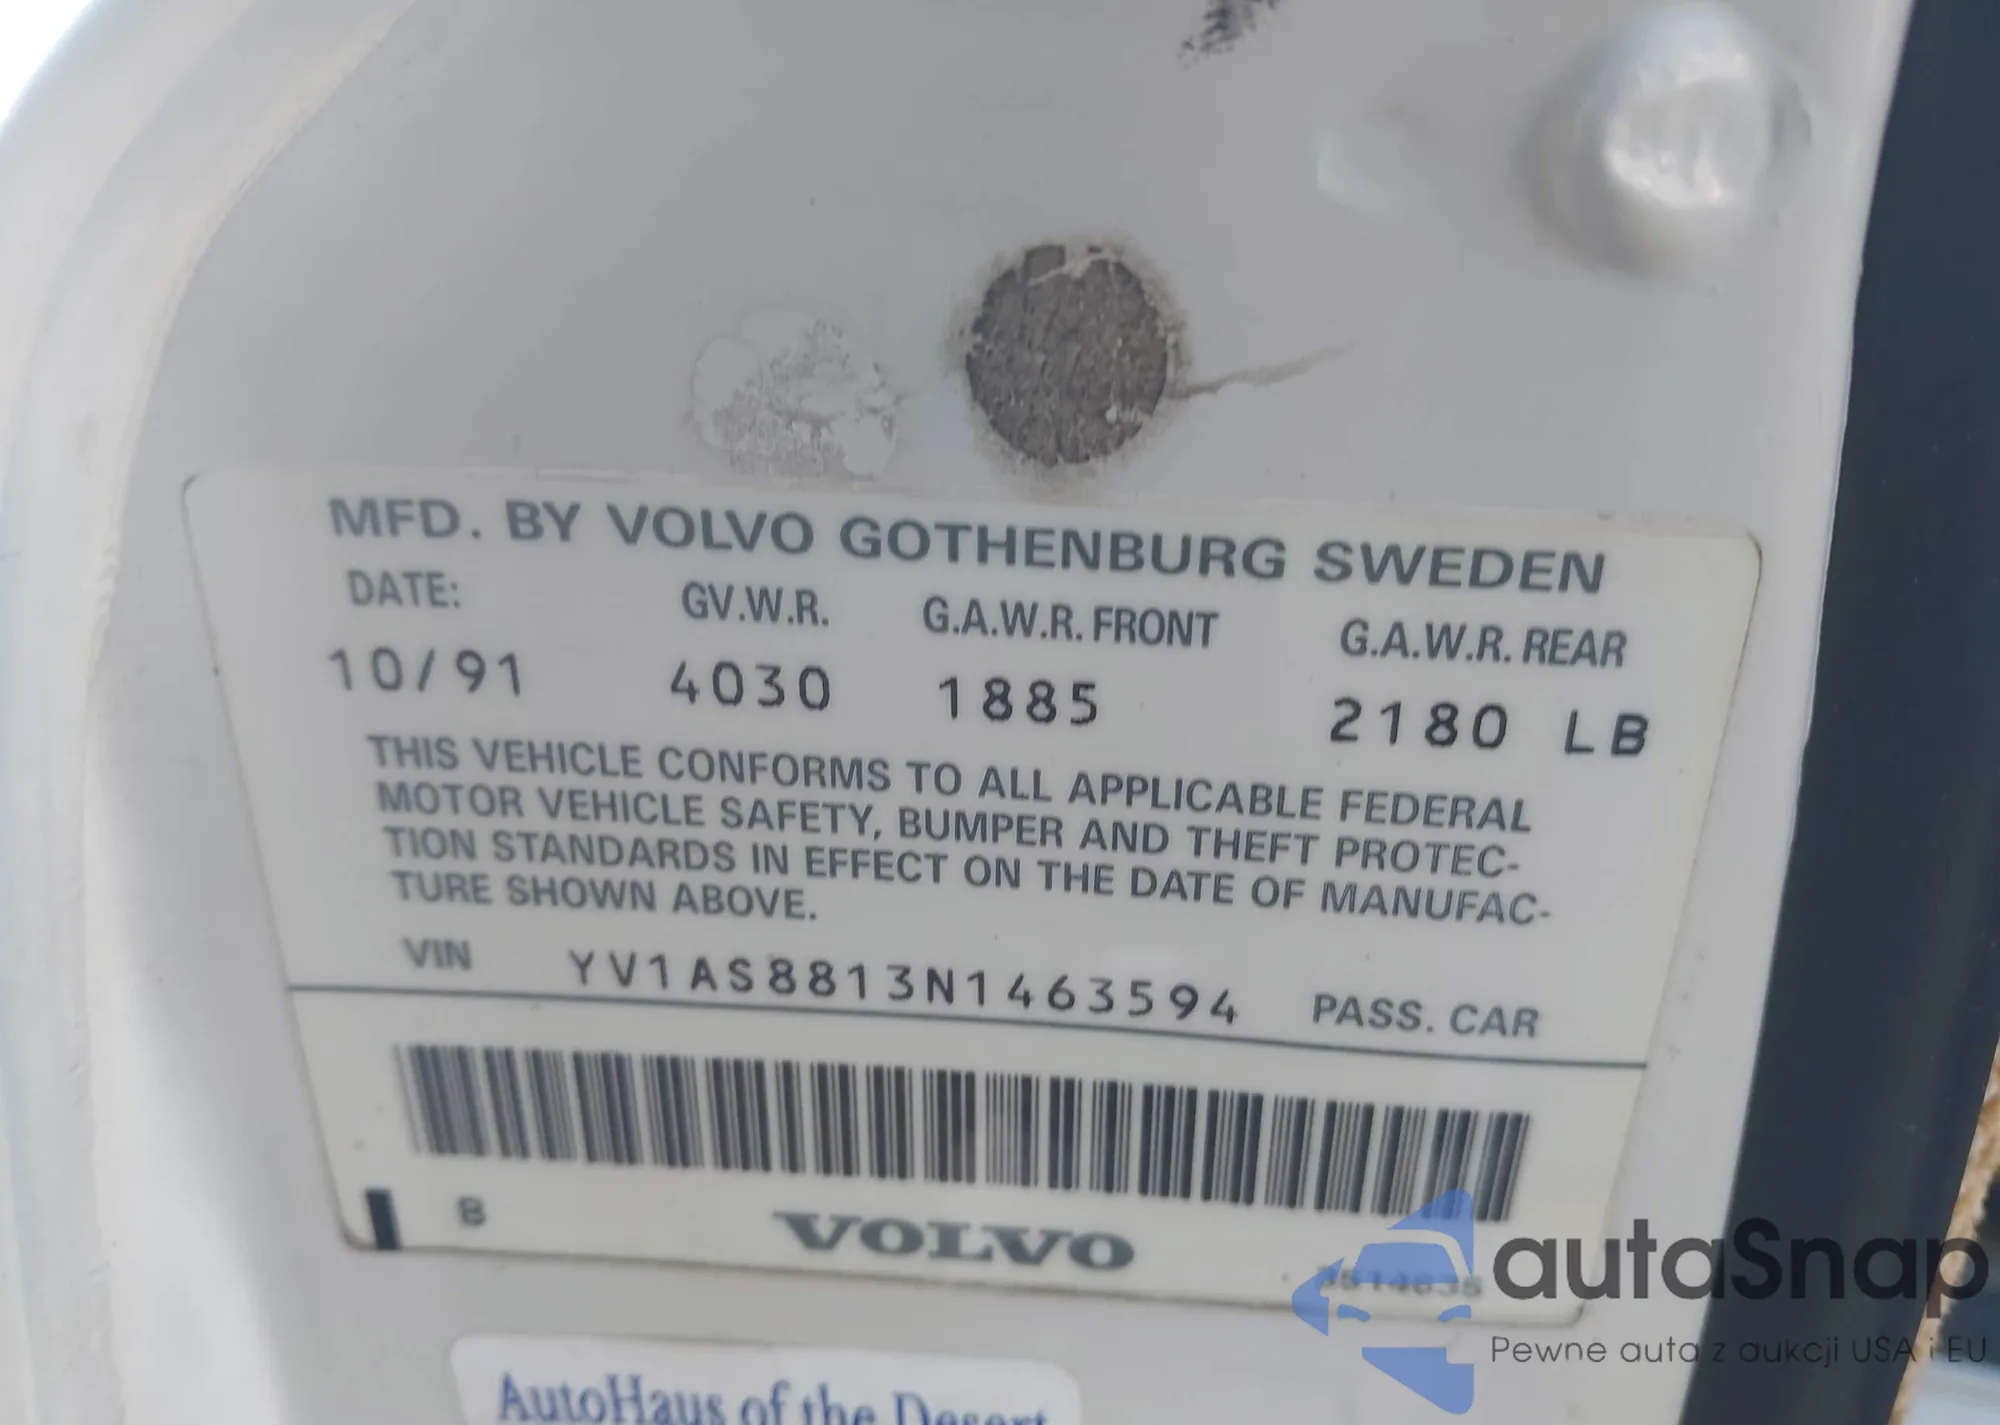 MFD. BY VOLVO GOTHENBURG SWEDEN
DATE: GV.W.R. G.A.W.R. FRONT G.A.W.R. REAR
10/91 4030 1885 2180 LB
THIS VEHICLE CONFORMS TO ALL APPLICABLE FEDERAL
MOTOR VEHICLE SAFETY, BUMPER AND THEFT PROTEC-
TION STANDARDS IN EFFECT ON THE DATE OF MANUFAC-
TURE SHOWN ABOVE.
VIN YV1AS8813N1463594 PASS. CAR
8 VOLVO
autaSnap
Pewne auta z aukcji USA i EU
AutoHaus of the Desert